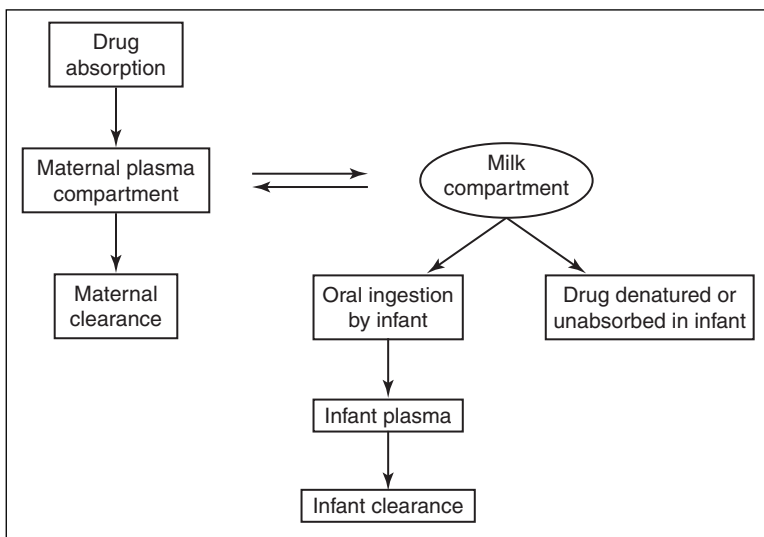 Drug
absorption
Maternal plasma
compartment
Milk
compartment
Maternal
clearance
Oral ingestion
by infant
Drug denatured or
unabsorbed in infant
Infant plasma
Infant clearance